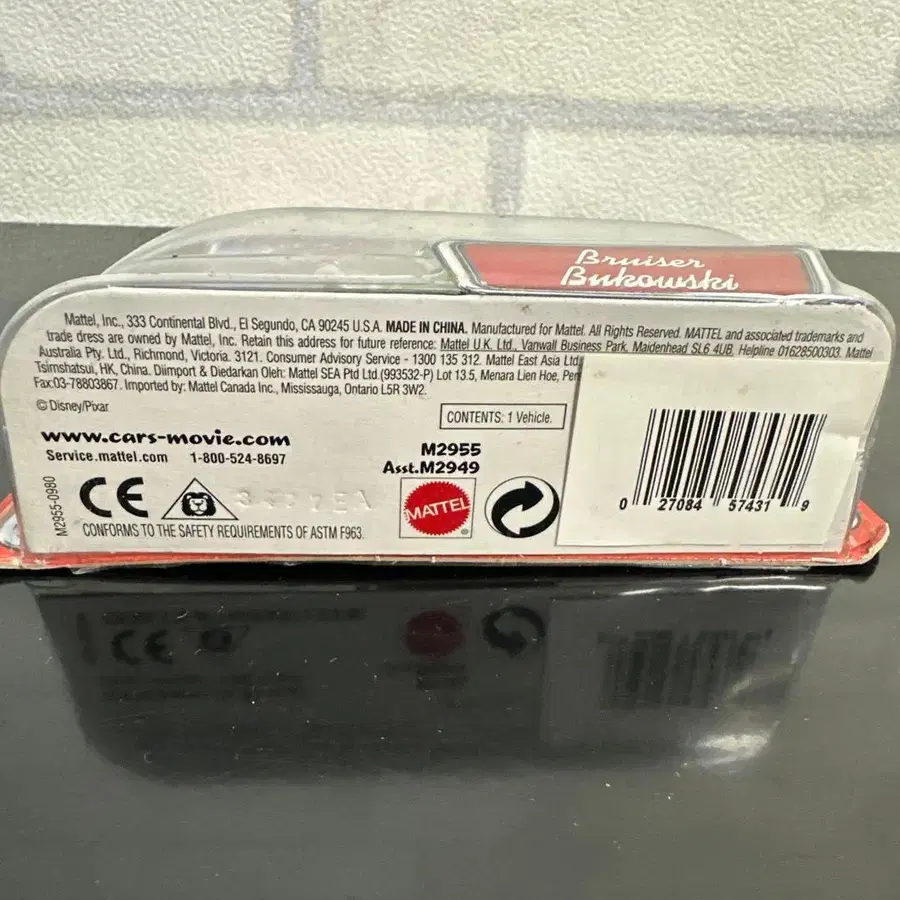 Bruiser
Bukowski
Mattel, Inc., 333 Continental Blvd., El Segundo, CA 90245 U.S.A. MADE IN CHINA. Manufactured for Mattel. All Rights Reserved. MATTEL and associated trademarks and
trade dress are owned by Mattel, Inc. Retain this address for future reference: Mattel U.K. Ltd., Vanwall Business Park, Maidenhead SL6 4UB. Helpline 01628500303. Mattel
Australia Pty. Ltd., Richmond, Victoria. 3121. Consumer Advisory Service - 1300 135 312. Mattel East Asia Ltd
Tsimshatsui, HK, China. Diimport & Diedarkan Oleh: Mattel SEA Ptd Ltd.(993532-P) Lot 13.5, Menara Lien Hoe,
Fax:03-78803867. Imported by: Mattel Canada Inc., Mississauga, Ontario L5R 3W2.
© Disney/Pixar
CONTENTS: 1 Vehicle.
www.cars-movie.com
Service.mattel.com 1-800-524-8697
M2955
Asst.M2949
M2955-0980
CE
MATTEL
®
CONFORMS TO THE SAFETY REQUIREMENTS OF ASTM F963.
0 27084 57431 9